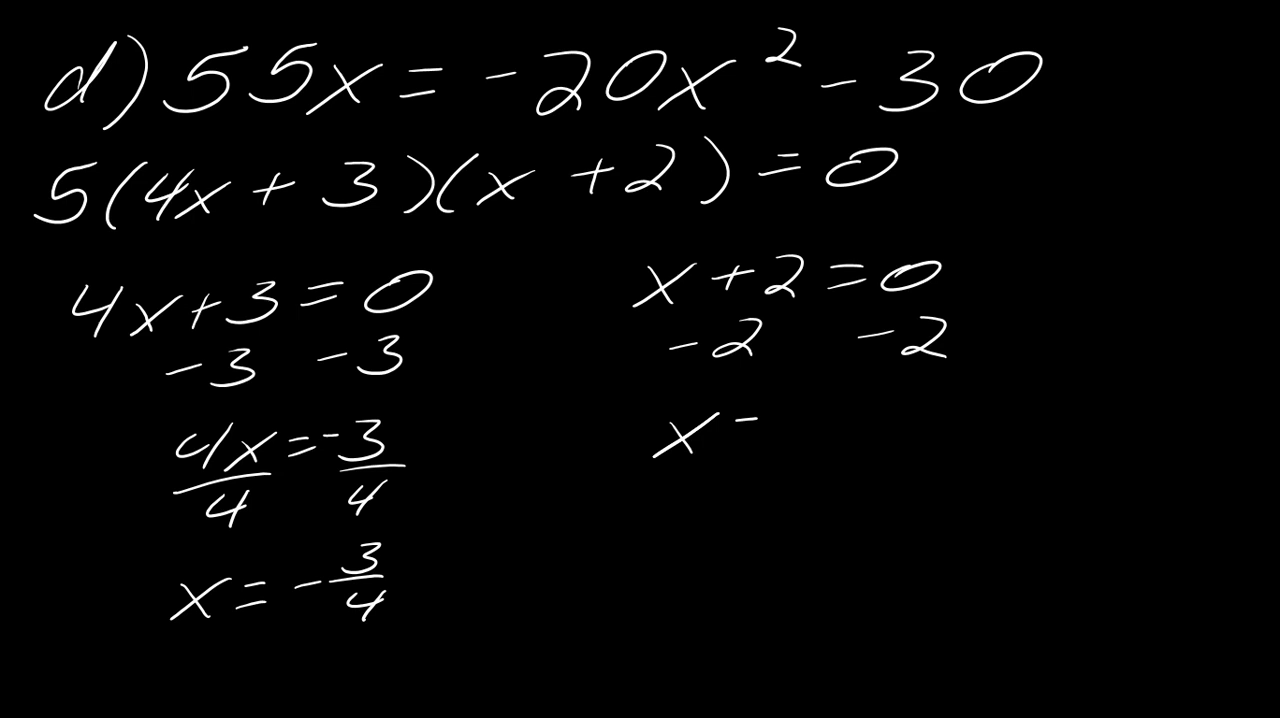 d) 55x = -20x² - 30
5(4x + 3)(x + 2) = 0
4x + 3 = 0
-3 -3
4x = -3
4 4
x = -3/4
x + 2 = 0
-2 -2
x -